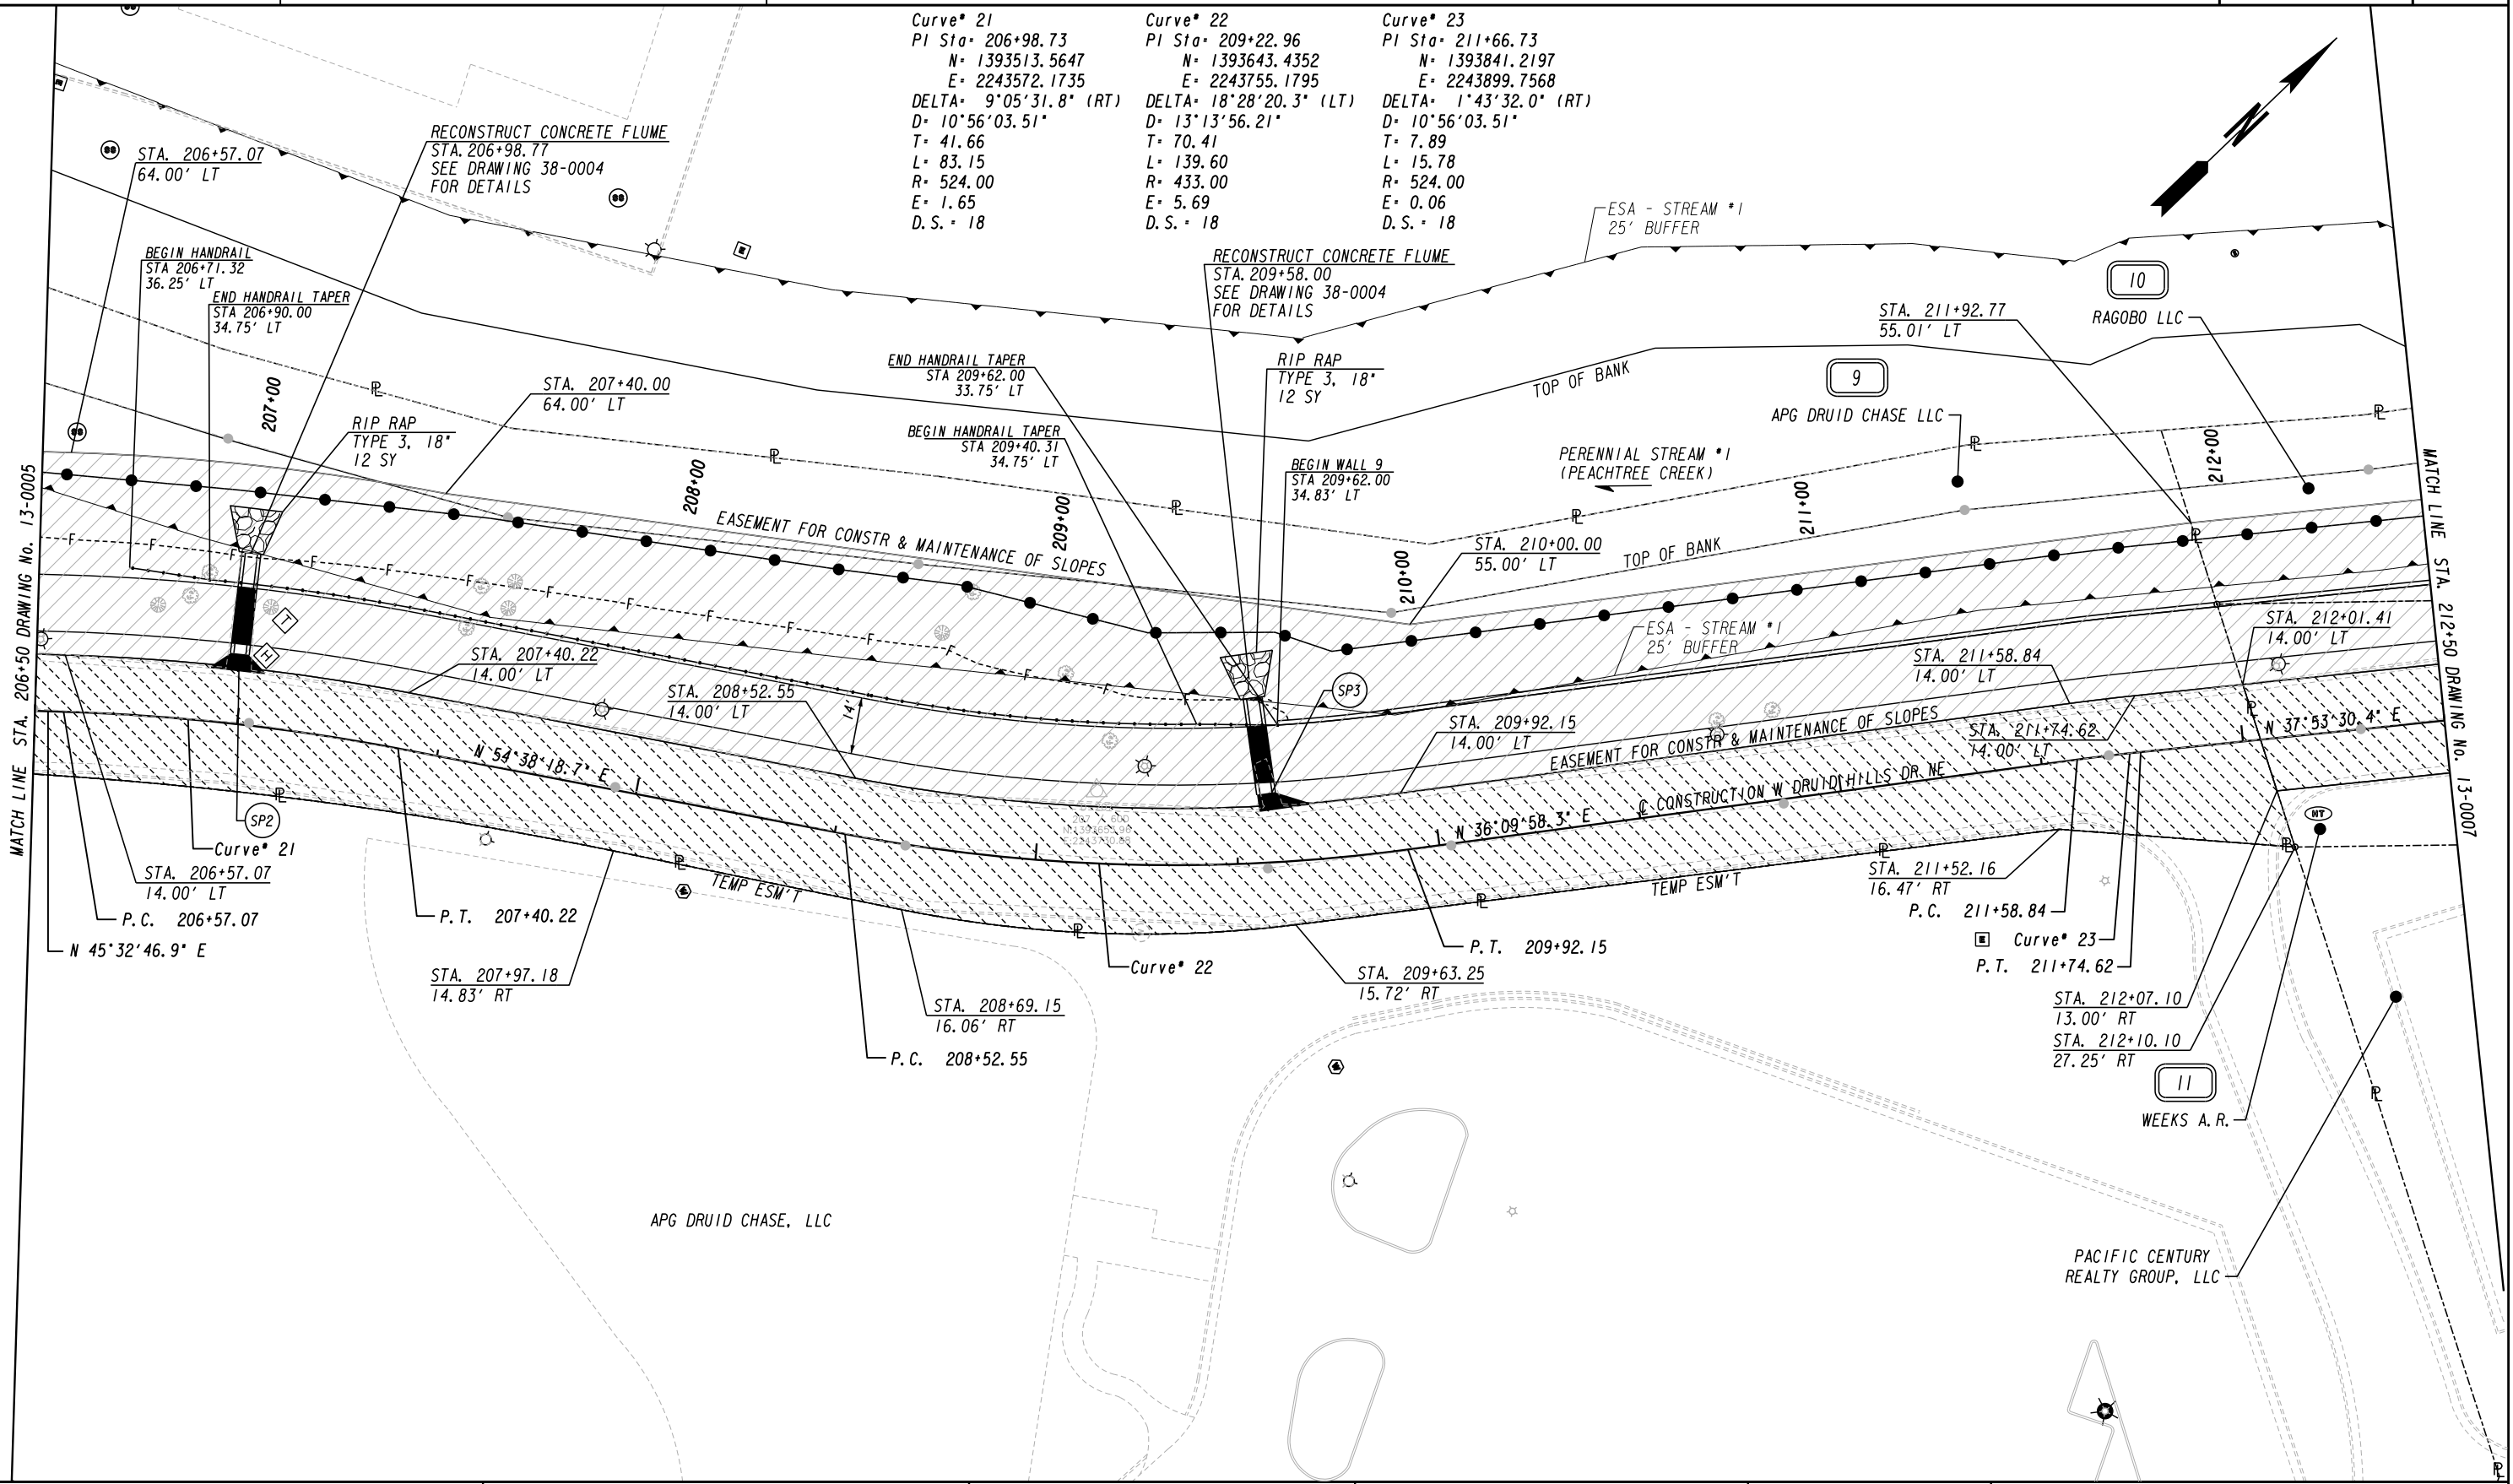 Curve# 21
PI Sta= 206+98.73
N= 1393513.5647
E= 2243572.1735
DELTA= 9°05'31.8" (RT)
D= 10°56'03.51"
T= 41.66
L= 83.15
R= 524.00
E= 1.65
D.S. = 18
Curve# 22
PI Sta= 209+22.96
N= 1393643.4352
E= 2243755.1795
DELTA= 18°28'20.3" (LT)
D= 13°13'56.21"
T= 70.41
L= 139.60
R= 433.00
E= 5.69
D.S. = 18
Curve# 23
PI Sta= 211+66.73
N= 1393841.2197
E= 2243899.7568
DELTA= 1°43'32.0" (RT)
D= 10°56'03.51"
T= 7.89
L= 15.78
R= 524.00
E= 0.06
D.S. = 18
N
RECONSTRUCT CONCRETE FLUME
STA. 206+98.77
SEE DRAWING 38-0004
FOR DETAILS
STA. 206+57.07
64.00' LT
BEGIN HANDRAIL
STA 206+71.32
36.25' LT
END HANDRAIL TAPER
STA 206+90.00
34.75' LT
ESA - STREAM #1
25' BUFFER
RECONSTRUCT CONCRETE FLUME
STA. 209+58.00
SEE DRAWING 38-0004
FOR DETAILS
10
RAGOBO LLC
STA. 211+92.77
55.01' LT
END HANDRAIL TAPER
STA 209+62.00
33.75' LT
RIP RAP
TYPE 3, 18"
12 SY
TOP OF BANK
9
APG DRUID CHASE LLC
STA. 207+40.00
64.00' LT
RIP RAP
TYPE 3, 18"
12 SY
BEGIN HANDRAIL TAPER
STA 209+40.31
34.75' LT
BEGIN WALL 9
STA 209+62.00
34.83' LT
PERENNIAL STREAM #1
(PEACHTREE CREEK)
207+00
208+00
209+00
210+00
211+00
212+00
MATCH LINE STA. 206+50 DRAWING No. 13-0005
MATCH LINE STA. 212+50 DRAWING No. 13-0007
EASEMENT FOR CONSTR & MAINTENANCE OF SLOPES
STA. 210+00.00
55.00' LT
TOP OF BANK
T
H
STA. 207+40.22
14.00' LT
STA. 208+52.55
14.00' LT
14'
SP3
ESA - STREAM #1
25' BUFFER
STA. 212+01.41
14.00' LT
STA. 211+58.84
14.00' LT
STA. 209+92.15
14.00' LT
EASEMENT FOR CONSTR & MAINTENANCE OF SLOPES
STA. 211+74.62
14.00' LT
N 37°53'30.4" E
N 54°38'18.7" E
N 36°09'58.3" E
CONSTRUCTION W DRUID HILLS DR NE
SP2
Curve# 21
STA. 206+57.07
14.00' LT
P.C. 206+57.07
N 45°32'46.9" E
P.T. 207+40.22
TEMP ESM'T
STA. 207+97.18
14.83' RT
STA. 208+69.15
16.06' RT
P.C. 208+52.55
Curve# 22
STA. 209+63.25
15.72' RT
P.T. 209+92.15
TEMP ESM'T
STA. 211+52.16
16.47' RT
P.C. 211+58.84
Curve# 23
P.T. 211+74.62
STA. 212+07.10
13.00' RT
STA. 212+10.10
27.25' RT
11
WEEKS A.R.
APG DRUID CHASE, LLC
PACIFIC CENTURY
REALTY GROUP, LLC